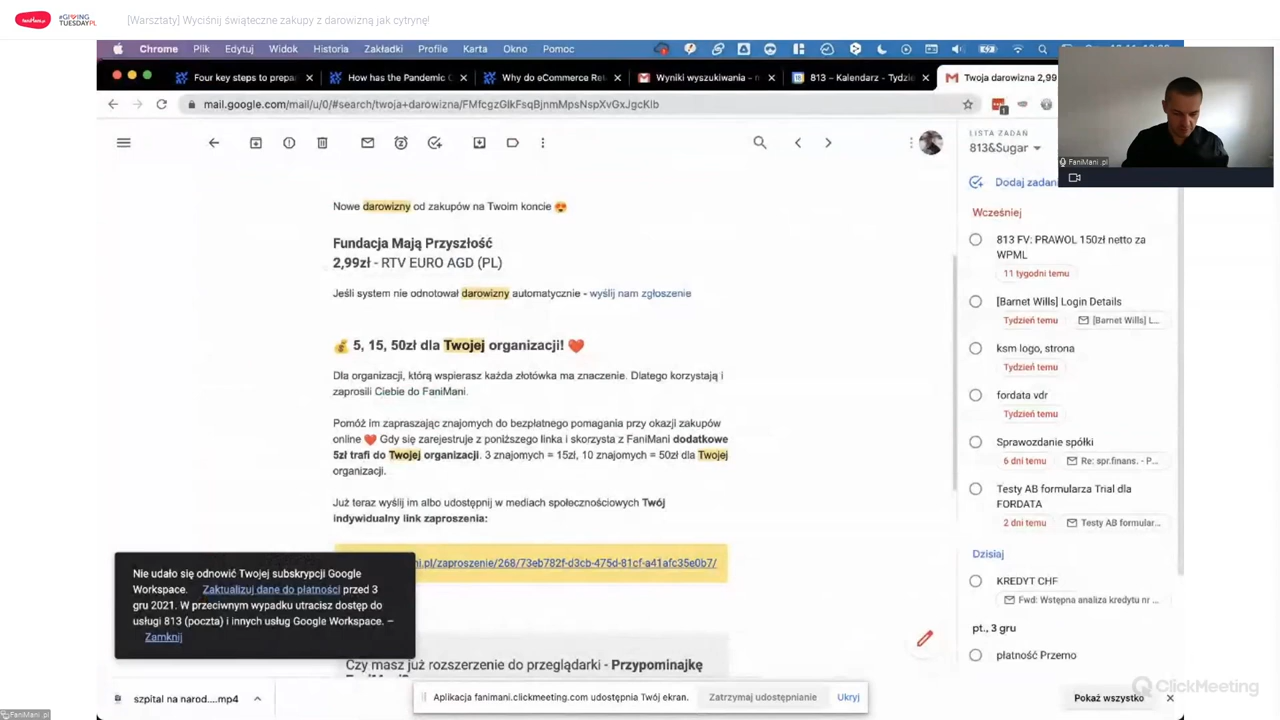 FaniMani.pl #GIVING TUESDAYPL [Warsztaty] Wyciśnij świąteczne zakupy z darowizną jak cytrynę!
Chrome Plik Edytuj Widok Historia Zakładki Profile Karta Okno Pomoc
Four key steps to prepa How has the Pandemic C Why do eCommerce Re Wyniki wyszukiwania - n 813 – Kalendarz - Tydzie Twoja darowizna 2,99
mail.google.com/mail/u/0/#search/twoja+darowizna/FMfcgzGlkFsqBjnmMpsNspXvGxJgcKlb
FaniMani .pl
LISTA ZADAŃ
813&Sugar
Dodaj zadan
Nowe darowizny od zakupów na Twoim koncie
Fundacja Mają Przyszłość
2,99zł - RTV EURO AGD (PL)
Jeśli system nie odnotował darowizny automatycznie - wyślij nam zgłoszenie
5, 15, 50zł dla Twojej organizacji!
Dla organizacji, którą wspierasz każda złotówka ma znaczenie. Dlatego korzystają i
zaprosili Ciebie do FaniMani.
Pomóż im zapraszając znajomych do bezpłatnego pomagania przy okazji zakupów
online Gdy się zarejestruje z poniższego linka i skorzysta z FaniMani dodatkowe
5zł trafi do Twojej organizacji. 3 znajomych = 15zł, 10 znajomych = 50zł dla Twojej
organizacji.
Już teraz wyślij im albo udostępnij w mediach społecznościowych Twój
indywidualny link zaproszenia:
ni.pl/zaproszenie/268/73eb782f-d3cb-475d-81cf-a41afc35e0b7/
Czy masz już rozszerzenie do przeglądarki - Przypominajkę
Wcześniej
813 FV: PRAWOL 150zł netto za
WPML
11 tygodni temu
[Barnet Wills] Login Details
Tydzień temu [Barnet Wills] L...
ksm logo, strona
Tydzień temu
fordata vdr
Tydzień temu
Sprawozdanie spółki
6 dni temu Re: spr.finans. - P...
Testy AB formularza Trial dla
FORDATA
2 dni temu Testy AB formular...
Dzisiaj
KREDYT CHF
Fwd: Wstępna analiza kredytu nr ...
pt., 3 gru
płatność Przemo
Nie udało się odnowić Twojej subskrypcji Google
Workspace. Zaktualizuj dane do płatności przed 3
gru 2021. W przeciwnym wypadku utracisz dostęp do
usługi 813 (poczta) i innych usług Google Workspace. –
Zamknij
szpital na narod....mp4
Aplikacja fanimani.clickmeeting.com udostępnia Twój ekran. Zatrzymaj udostępnianie Ukryj
Pokaż wszystko
ClickMeeting
FaniMani .pl